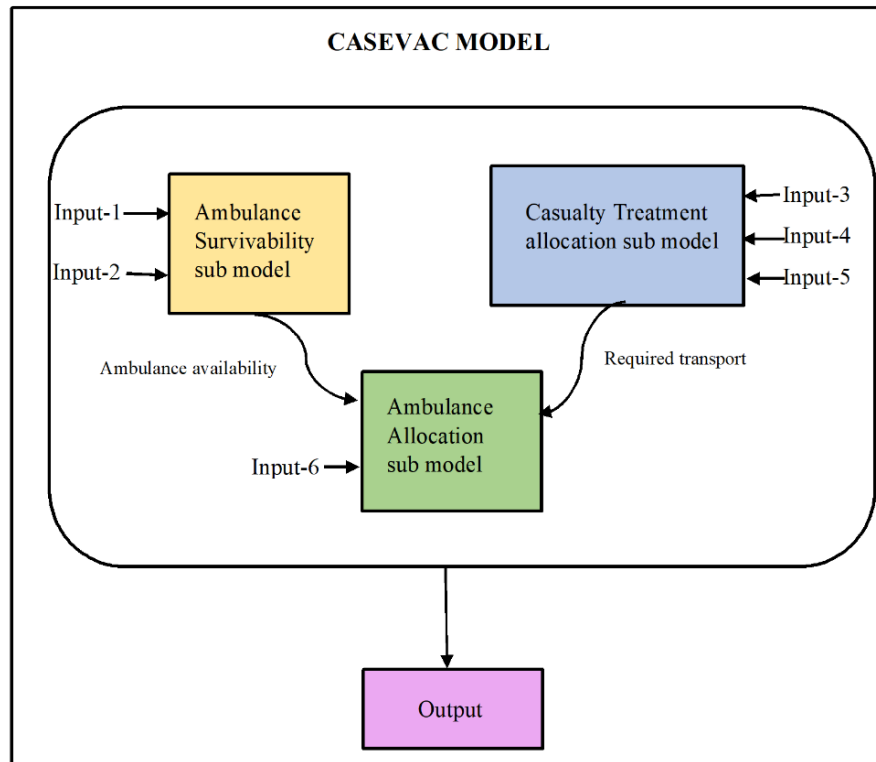 CASEVAC MODEL
Input-1
Input-2
Ambulance
Survivability
sub model
Casualty Treatment
allocation sub model
Input-3
Input-4
Input-5
Ambulance availability
Required transport
Input-6
Ambulance
Allocation
sub model
Output